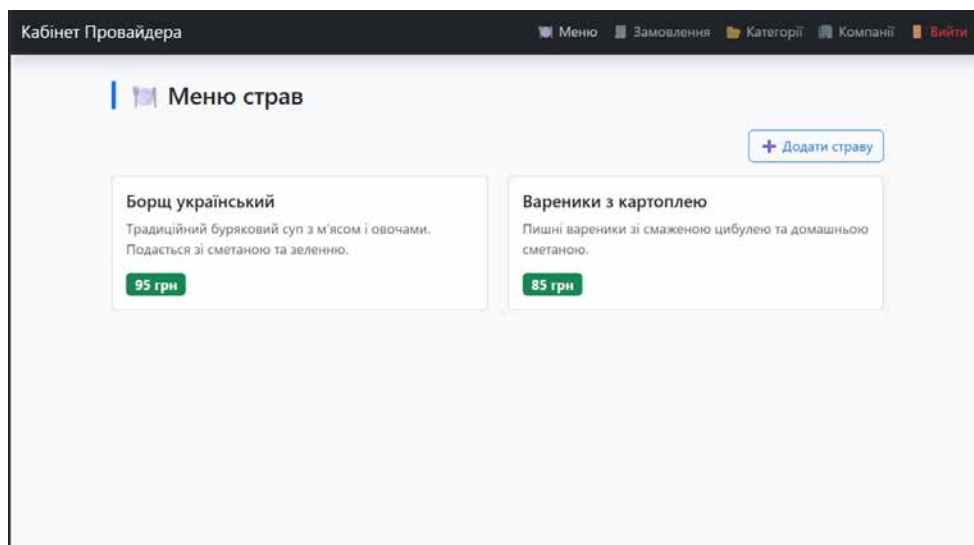 Кабінет Провайдера
Меню Замовлення Категорії Компанії Вийти
Меню страв
Додати страву
Борщ український
Традиційний буряковий суп з м'ясом і овочами.
Подається зі сметаною та зеленню.
95 грн
Вареники з картоплею
Пишні вареники зі смаженою цибулею та домашньою
сметаною.
85 грн